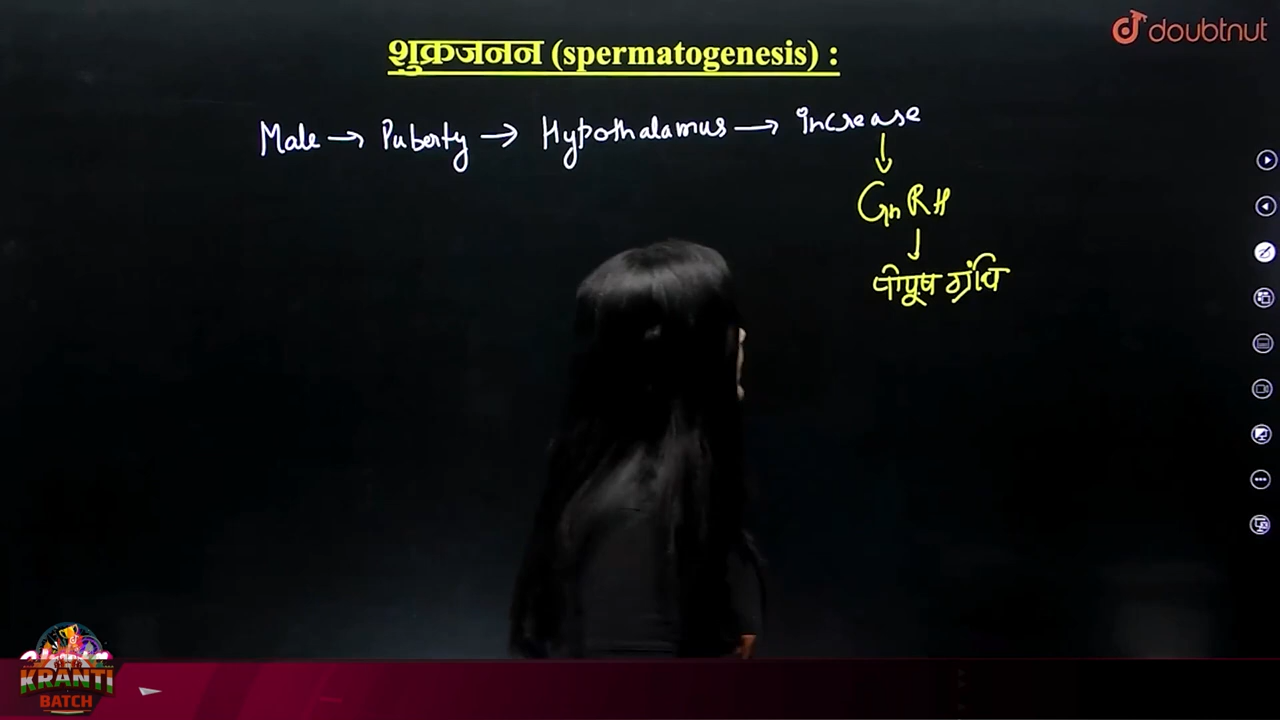 doubtnut
शुक्रजनन (spermatogenesis) :
Male → Puberty → Hypothalamus → increase
↓
GnRH
↓
पीयूष ग्रंथि
KRANTI
BATCH